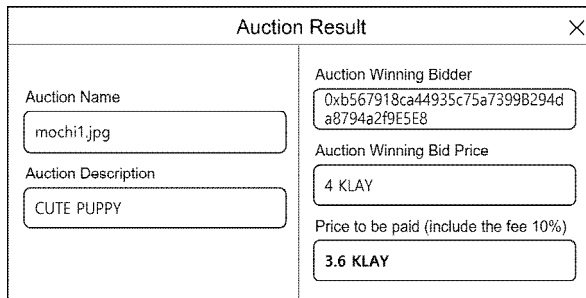 Auction Result
Auction Name
mochi1.jpg
Auction Description
CUTE PUPPY
Auction Winning Bidder
0xb567918ca44935c75a7399B294d
a8794a2f9E5E8
Auction Winning Bid Price
4 KLAY
Price to be paid (include the fee 10%)
3.6 KLAY